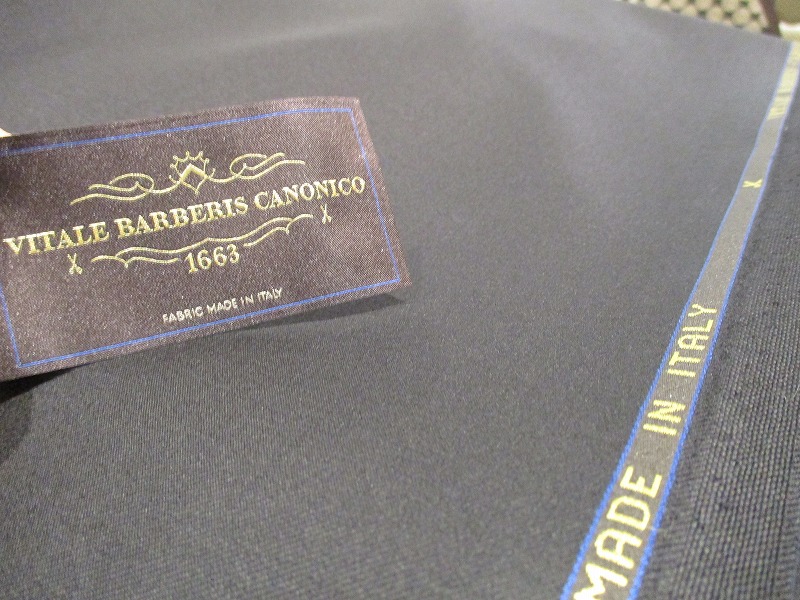 VITALE BARBERIS CANONICO
1663
FABRIC MADE IN ITALY
MADE IN ITALY